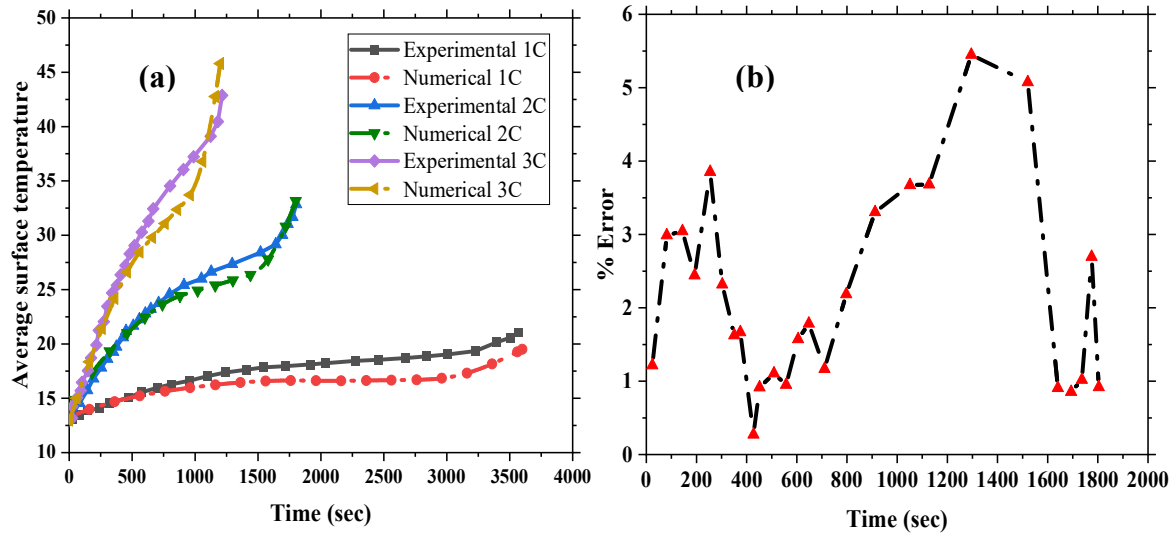 (a)
Average surface temperature
50
45
40
35
30
25
20
15
10
Experimental 1C
Numerical 1C
Experimental 2C
Numerical 2C
Experimental 3C
Numerical 3C
0 500 1000 1500 2000 2500 3000 3500 4000
Time (sec)
(b)
% Error
6%
5%
4%
3%
2%
1%
0%
0 200 400 600 800 1000 1200 1400 1600 1800 2000
Time (sec)